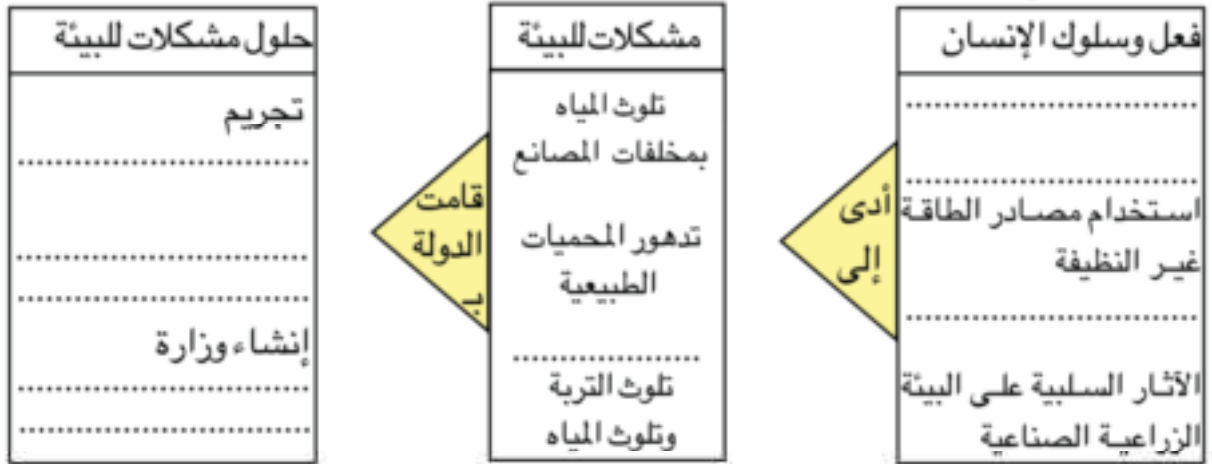 فعل وسلوك الإنسان
..............................
..............................
استخدام مصادر الطاقة
غير النظيفة
..............................
الآثار السلبية على البيئة
الزراعية الصناعية
أدى
إلى
مشكلات للبيئة
تلوث المياه
بمخلفات المصانع
تدهور المحميات
الطبيعية
...................
تلوث التربة
وتلوث المياه
قامت
الدولة
بـ
حلول مشكلات للبيئة
تجريم
..............................
..............................
..............................
إنشاء وزارة
..............................
..............................